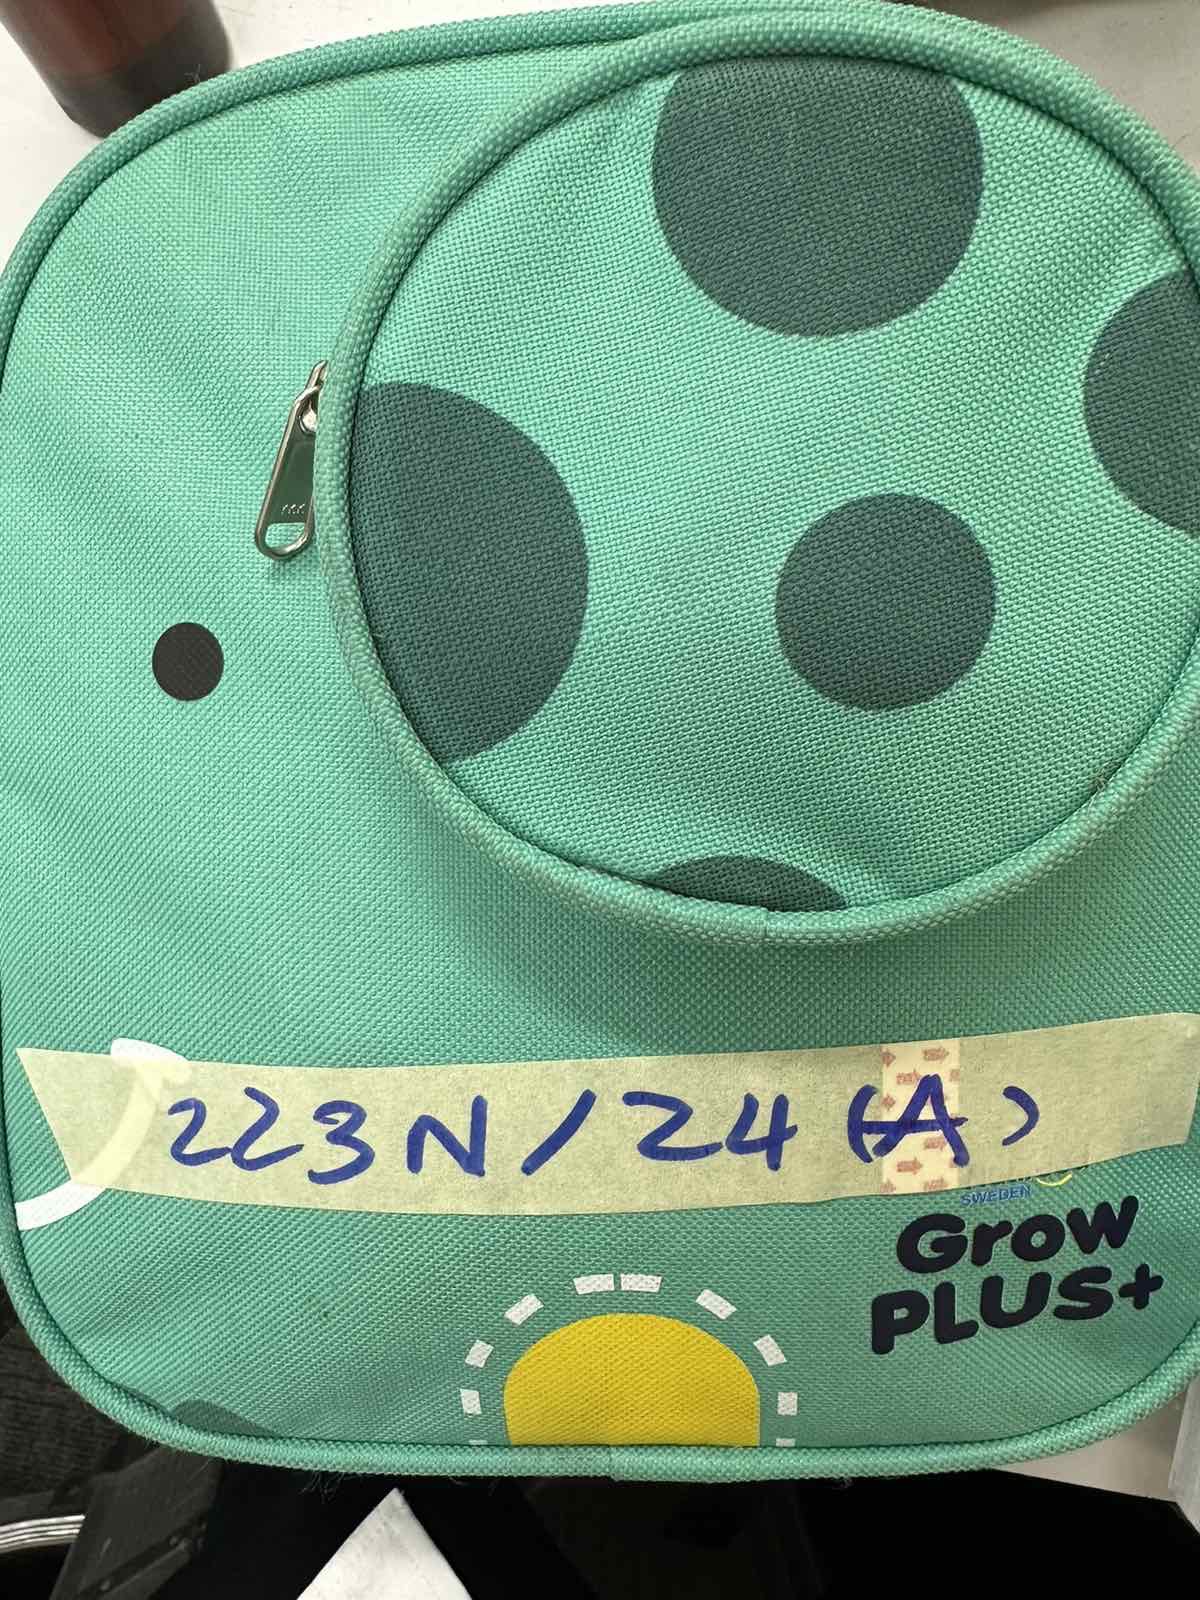 223N/24 (A)
SWEDEN
Grow
PLUS+